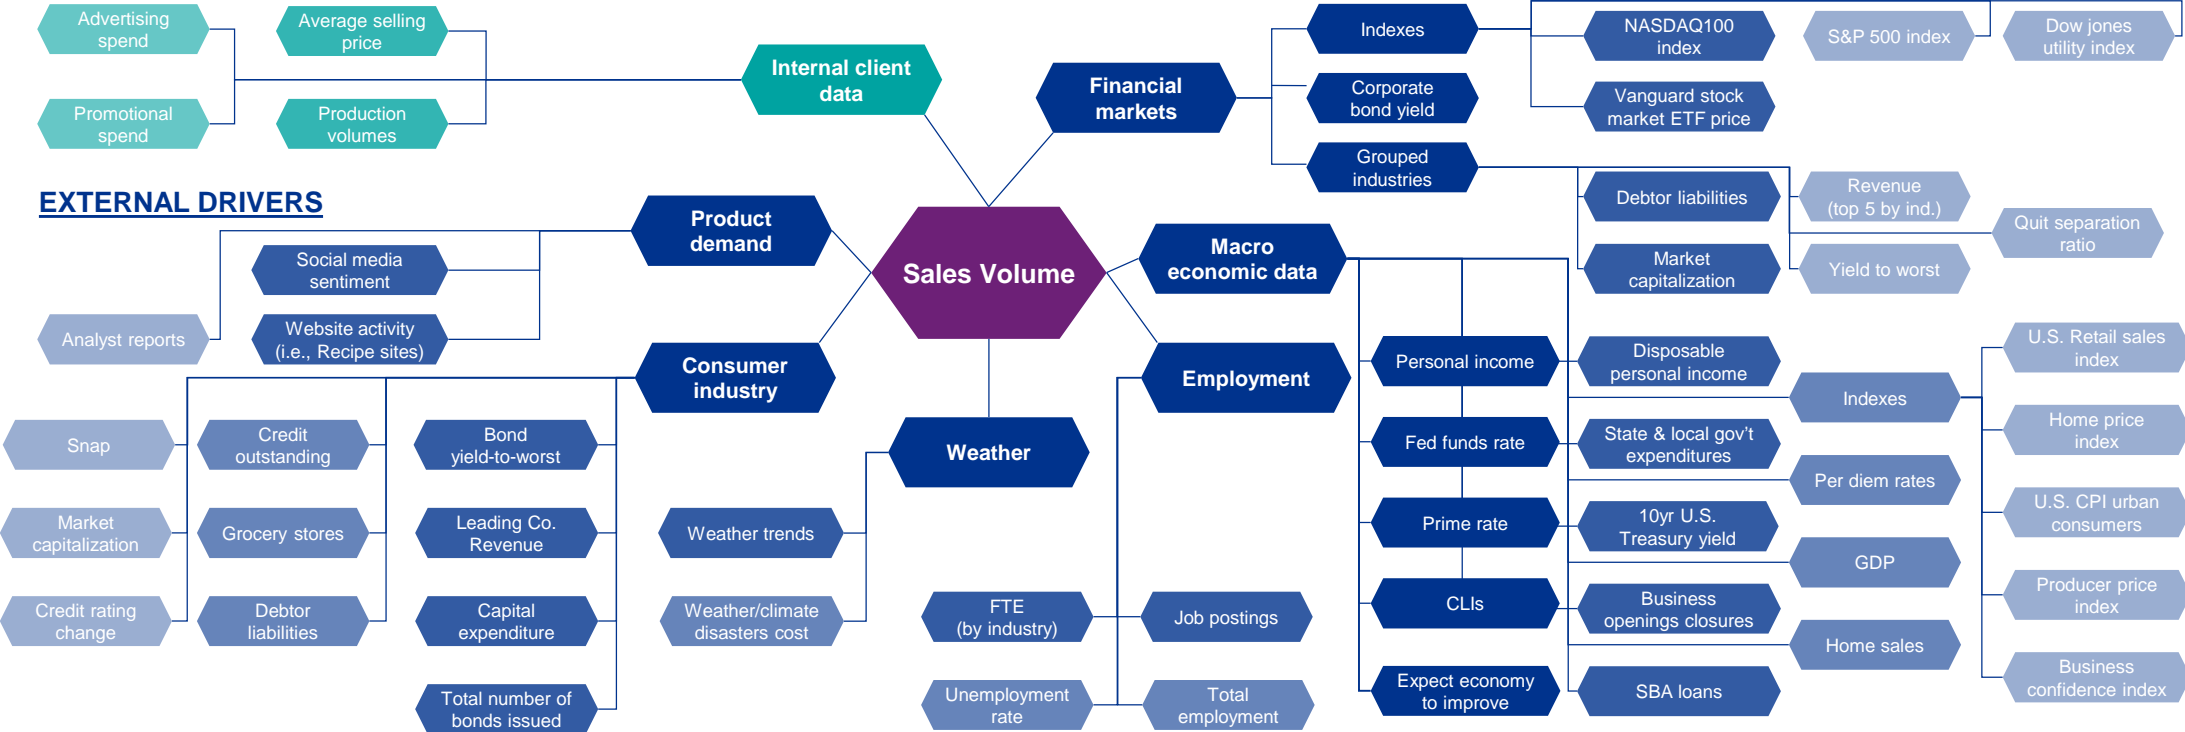 Advertising
spend
Average selling
price
Promotional
spend
Production
volumes
Internal client
data
Financial
markets
Indexes
NASDAQ100
index
S&P 500 index
Dow jones
utility index
Corporate
bond yield
Vanguard stock
market ETF price
Grouped
industries
Debtor liabilities
Revenue
(top 5 by ind.)
Quit separation
ratio
Market
capitalization
Yield to worst
EXTERNAL DRIVERS
Product
demand
Social media
sentiment
Analyst reports
Website activity
(i.e., Recipe sites)
Sales Volume
Macro
economic data
Consumer
industry
Employment
Weather
Snap
Credit
outstanding
Bond
yield-to-worst
Market
capitalization
Grocery stores
Leading Co.
Revenue
Credit rating
change
Debtor
liabilities
Capital
expenditure
Total number of
bonds issued
Weather trends
Weather/climate
disasters cost
FTE
(by industry)
Job postings
Unemployment
rate
Total
employment
Personal income
Disposable
personal income
Fed funds rate
State & local gov’t
expenditures
Prime rate
10yr U.S.
Treasury yield
CLIs
Business
openings closures
Expect economy
to improve
SBA loans
Indexes
Per diem rates
GDP
Home sales
U.S. Retail sales
index
Home price
index
U.S. CPI urban
consumers
Producer price
index
Business
confidence index